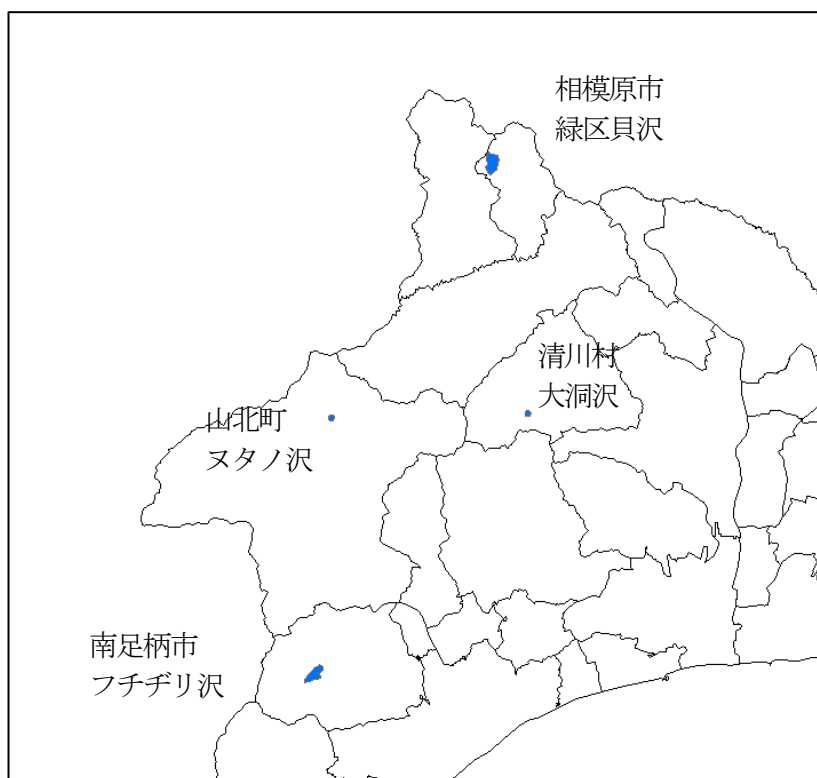 相模原市
緑区貝沢
清川村
大洞沢
山北町
ヌタノ沢
南足柄市
フチヂリ沢